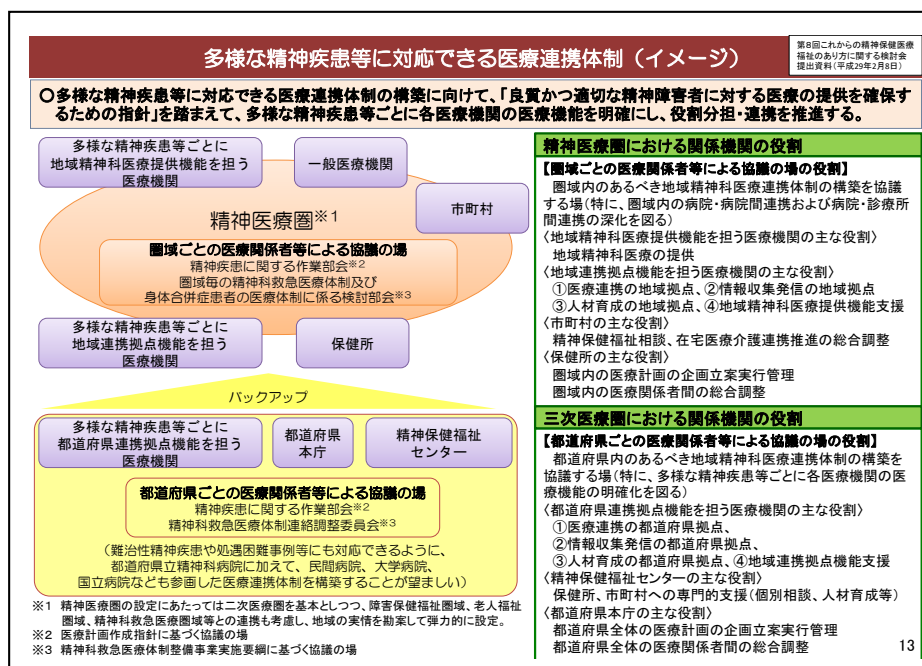 多様な精神疾患等に対応できる医療連携体制（イメージ）
第8回これからの精神保健医療
福祉のあり方に関する検討会
提出資料(平成29年2月8日)
○多様な精神疾患等に対応できる医療連携体制の構築に向けて、「良質かつ適切な精神障害者に対する医療の提供を確保す
るための指針」を踏まえて、多様な精神疾患等ごとに各医療機関の医療機能を明確にし、役割分担・連携を推進する。
多様な精神疾患等ごとに
地域精神科医療提供機能を担う
医療機関
一般医療機関
市町村
精神医療圏※1
圏域ごとの医療関係者等による協議の場
精神疾患に関する作業部会※2
圏域毎の精神科救急医療体制及び
身体合併症患者の医療体制に係る検討部会※3
多様な精神疾患等ごとに
地域連携拠点機能を担う
医療機関
保健所
バックアップ
多様な精神疾患等ごとに
都道府県連携拠点機能を担う
医療機関
都道府県
本庁
精神保健福祉
センター
都道府県ごとの医療関係者等による協議の場
精神疾患に関する作業部会※2
精神科救急医療体制連絡調整委員会※3
（難治性精神疾患や処遇困難事例等にも対応できるように、
都道府県立精神科病院に加えて、民間病院、大学病院、
国立病院なども参画した医療連携体制を構築することが望ましい）
※1 精神医療圏の設定にあたっては二次医療圏を基本としつつ、障害保健福祉圏域、老人福祉
圏域、精神科救急医療圏域等との連携も考慮し、地域の実情を勘案して弾力的に設定。
※2 医療計画作成指針に基づく協議の場
※3 精神科救急医療体制整備事業実施要綱に基づく協議の場
精神医療圏における関係機関の役割
【圏域ごとの医療関係者等による協議の場の役割】
圏域内のあるべき地域精神科医療連携体制の構築を協議
する場(特に、圏域内の病院・病院間連携および病院・診療所
間連携の深化を図る)
〈地域精神科医療提供機能を担う医療機関の主な役割〉
地域精神科医療の提供
〈地域連携拠点機能を担う医療機関の主な役割〉
①医療連携の地域拠点、②情報収集発信の地域拠点
③人材育成の地域拠点、④地域精神科医療提供機能支援
〈市町村の主な役割〉
精神保健福祉相談、在宅医療介護連携推進の総合調整
〈保健所の主な役割〉
圏域内の医療計画の企画立案実行管理
圏域内の医療関係者間の総合調整
三次医療圏における関係機関の役割
【都道府県ごとの医療関係者等による協議の場の役割】
都道府県内のあるべき地域精神科医療連携体制の構築を
協議する場(特に、多様な精神疾患等ごとに各医療機関の医
療機能の明確化を図る)
〈都道府県連携拠点機能を担う医療機関の主な役割〉
①医療連携の都道府県拠点、
②情報収集発信の都道府県拠点、
③人材育成の都道府県拠点、④地域連携拠点機能支援
〈精神保健福祉センターの主な役割〉
保健所、市町村への専門的支援(個別相談、人材育成等)
〈都道府県本庁の主な役割〉
都道府県全体の医療計画の企画立案実行管理
都道府県全体の医療関係者間の総合調整
13